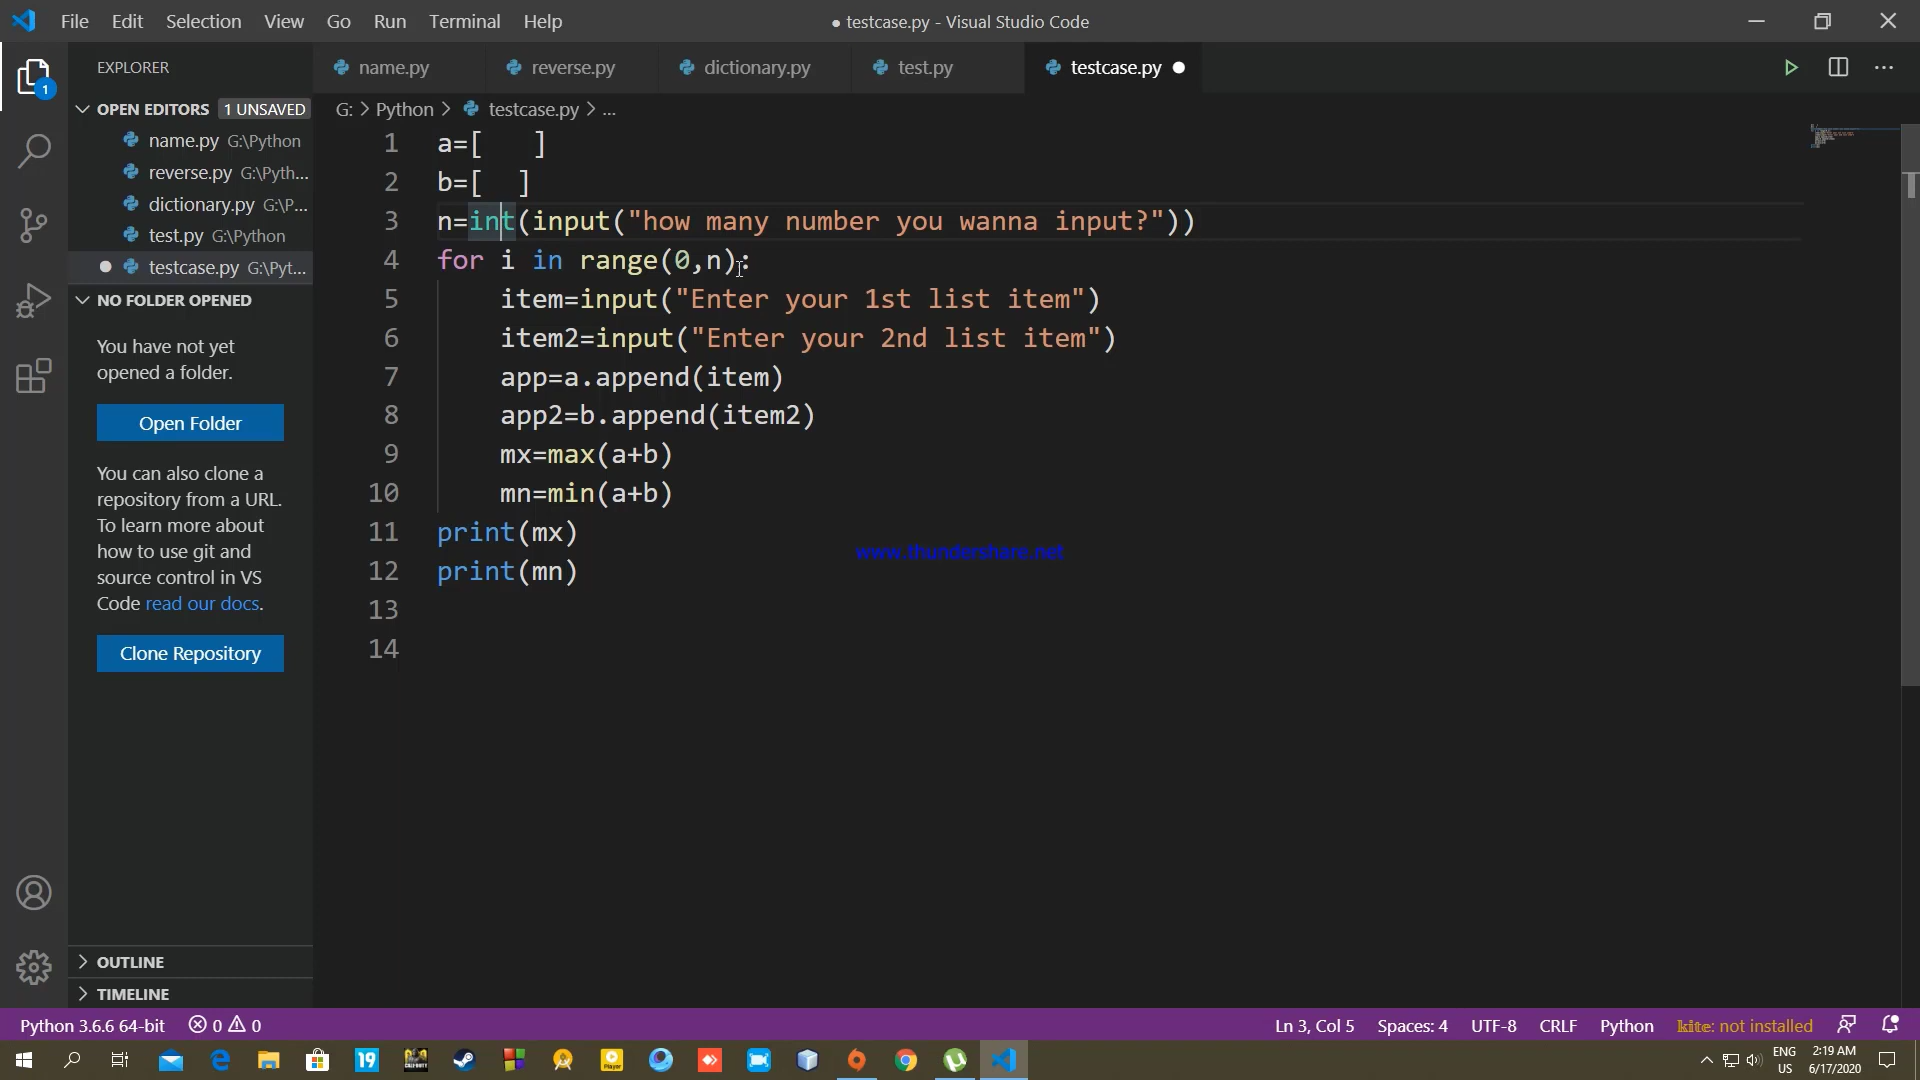 File Edit Selection View Go Run Terminal Help
● testcase.py - Visual Studio Code
EXPLORER
name.py
reverse.py
dictionary.py
test.py
testcase.py
OPEN EDITORS 1 UNSAVED
name.py G:\Python
reverse.py G:\Pyth...
dictionary.py G:\P...
test.py G:\Python
testcase.py G:\Pyt...
NO FOLDER OPENED
You have not yet
opened a folder.
Open Folder
You can also clone a
repository from a URL.
To learn more about
how to use git and
source control in VS
Code read our docs.
Clone Repository
OUTLINE
TIMELINE
G: > Python > testcase.py > ...
1 a=[   ]
2 b=[  ]
3 n=int(input("how many number you wanna input?"))
4 for i in range(0,n):
5     item=input("Enter your 1st list item")
6     item2=input("Enter your 2nd list item")
7     app=a.append(item)
8     app2=b.append(item2)
9     mx=max(a+b)
10     mn=min(a+b)
11 print(mx)
12 print(mn)
13
14
www.thundershare.net
1
Python 3.6.6 64-bit 0 0
Ln 3, Col 5 Spaces: 4 UTF-8 CRLF Python kite: not installed
19
Player
ENG
US
2:19 AM
6/17/2020